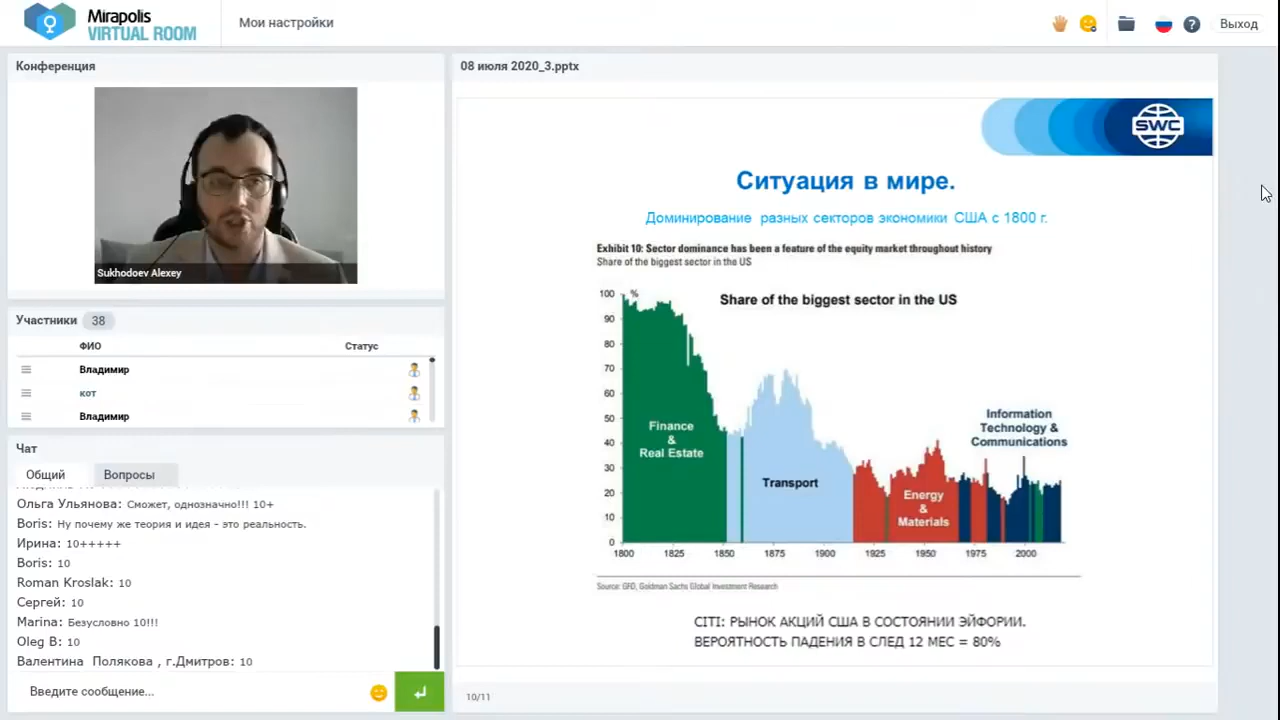 Mirapolis
VIRTUAL ROOM
Мои настройки
Выход
Конференция
Sukhodoev Alexey
Участники 38
ФИО Статус
Владимир
кот
Владимир
Чат
Общий Вопросы
Ольга Ульянова: Сможет, однозначно!!! 10+
Boris: Ну почему же теория и идея - это реальность.
Ирина: 10+++++
Boris: 10
Roman Kroslak: 10
Сергей: 10
Marina: Безусловно 10!!!
Oleg B: 10
Валентина Полякова , г.Дмитров: 10
Введите сообщение...
08 июля 2020_3.pptx
SWC
Ситуация в мире.
Доминирование разных секторов экономики США с 1800 г.
Exhibit 10: Sector dominance has been a feature of the equity market throughout history
Share of the biggest sector in the US
100 %
90
80
70
60
50
40
30
20
10
0
Share of the biggest sector in the US
Finance
&
Real Estate
Transport
Energy
&
Materials
Information
Technology &
Communications
1800 1825 1850 1875 1900 1925 1950 1975 2000
Source: GFD, Goldman Sachs Global Investment Research
CITI: РЫНОК АКЦИЙ США В СОСТОЯНИИ ЭЙФОРИИ.
ВЕРОЯТНОСТЬ ПАДЕНИЯ В СЛЕД 12 МЕС = 80%
10/11